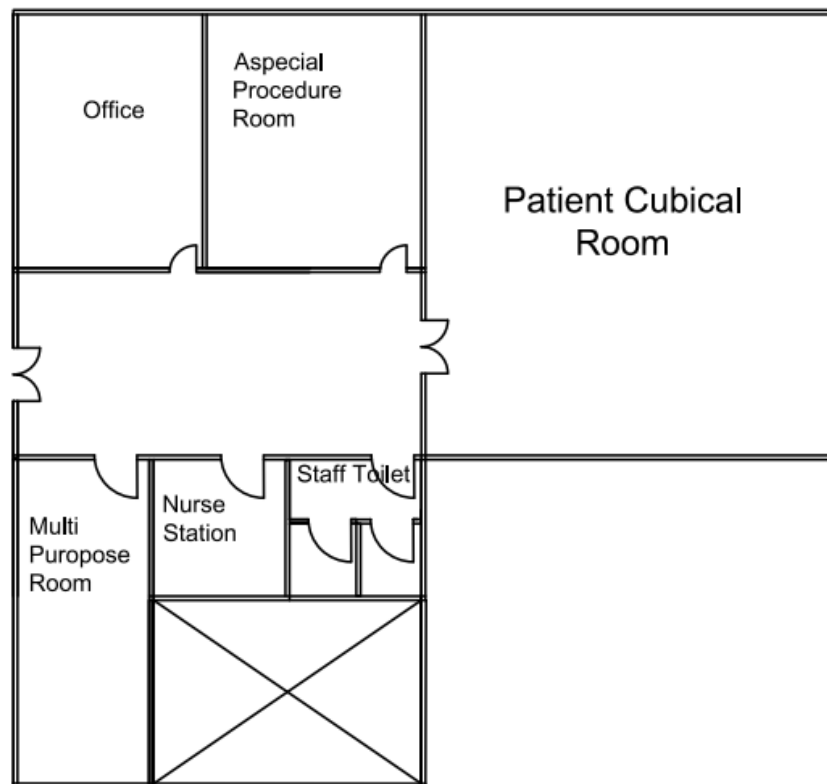 Office
Aspecial
Procedure
Room
Patient Cubical
Room
Staff Toilet
Nurse
Station
Multi
Puropose
Room